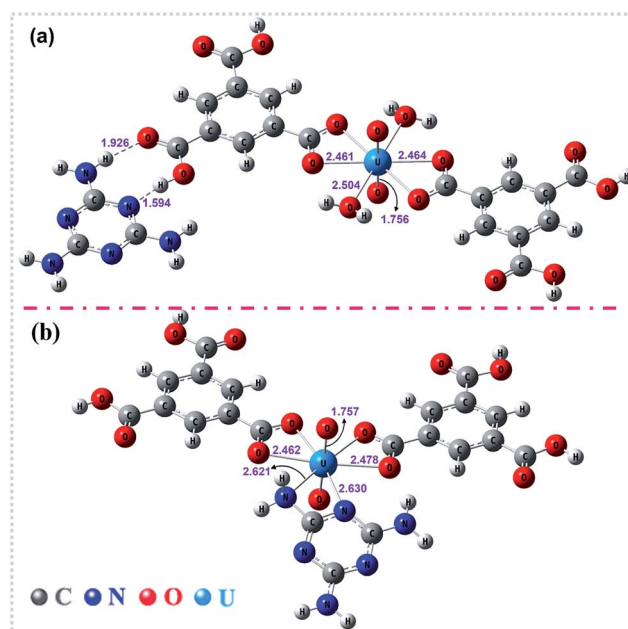 (a)
H
O O
C
C
H H
C C H O H
1.926 O O
O C C O
H H C C 2.461 U 2.464 O C O
N H H O C C C O H
H C O 2.504 O O C C H
N N 1.594 H O H 1.756 H C C
C C N H C H
H N N H O O
H H
(b)
H
O O H
C 1.757 O
H C O O C O
H O C C H O O H C C H
C C C C C C O H
O C O C
H C 2.462 U 2.478 O H O
2.621 2.630
H N O N
H C C N H
N N H
C
H N
H
C N O U